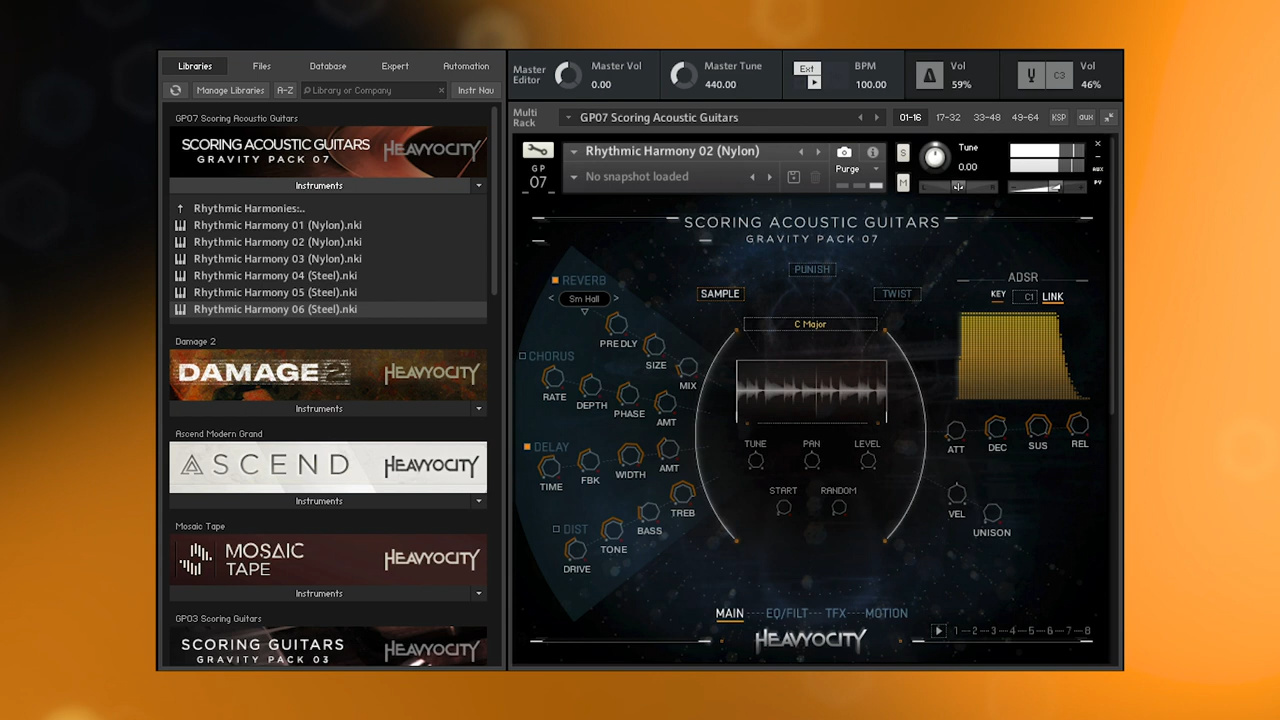 Libraries Files Database Expert Automation
Manage Libraries A-Z Library or Company × Instr Nav
GP07 Scoring Acoustic Guitars
SCORING ACOUSTIC GUITARS
GRAVITY PACK 07
HEAVYOCITY
Instruments
Rhythmic Harmonies:..
Rhythmic Harmony 01 (Nylon).nki
Rhythmic Harmony 02 (Nylon).nki
Rhythmic Harmony 03 (Nylon).nki
Rhythmic Harmony 04 (Steel).nki
Rhythmic Harmony 05 (Steel).nki
Rhythmic Harmony 06 (Steel).nki
Damage 2
DAMAGE 2 HEAVYOCITY
Instruments
Ascend Modern Grand
ASCEND HEAVYOCITY
Instruments
Mosaic Tape
MOSAIC
TAPE
HEAVYOCITY
Instruments
GP03 Scoring Guitars
SCORING GUITARS
GRAVITY PACK 03
HEAVYOCITY
Master
Editor
Master Vol
0.00
Master Tune
440.00
Ext
BPM
100.00
Vol
59%
C3
Vol
46%
Multi
Rack
GP07 Scoring Acoustic Guitars
01-16 17-32 33-48 49-64 KSP aux
GP
07
Rhythmic Harmony 02 (Nylon)
No snapshot loaded
Purge
S
M
Tune
0.00
L R
×
-
AUX
PV
SCORING ACOUSTIC GUITARS
GRAVITY PACK 07
REVERB
< Sm Hall >
PRE DLY
SIZE
MIX
CHORUS
RATE
DEPTH
PHASE
AMT
DELAY
TIME
FBK
WIDTH
AMT
DIST
DRIVE
TONE
BASS
TREB
PUNISH
SAMPLE
TWIST
C Major
TUNE PAN LEVEL
START RANDOM
ADSR
KEY C1 LINK
ATT DEC SUS REL
VEL UNISON
MAIN EQ/FILT TFX MOTION
HEAVYOCITY
1 2 3 4 5 6 7 8